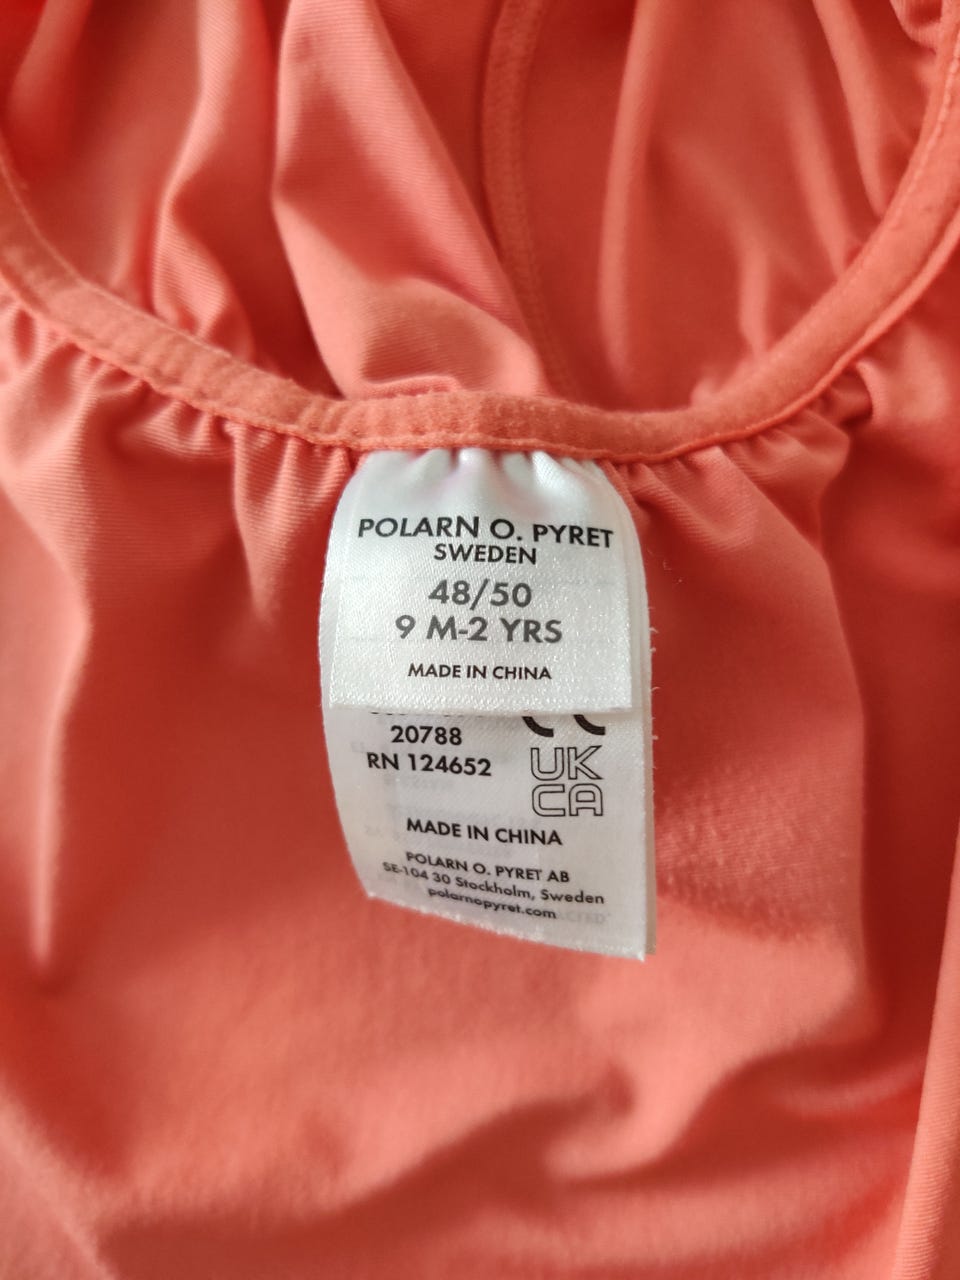 POLARN O. PYRET
SWEDEN
48/50
9 M-2 YRS
MADE IN CHINA
CE
20788
RN 124652
UK
CA
MADE IN CHINA
POLARN O. PYRET AB
SE-104 30 Stockholm, Sweden
polarnopyret.com